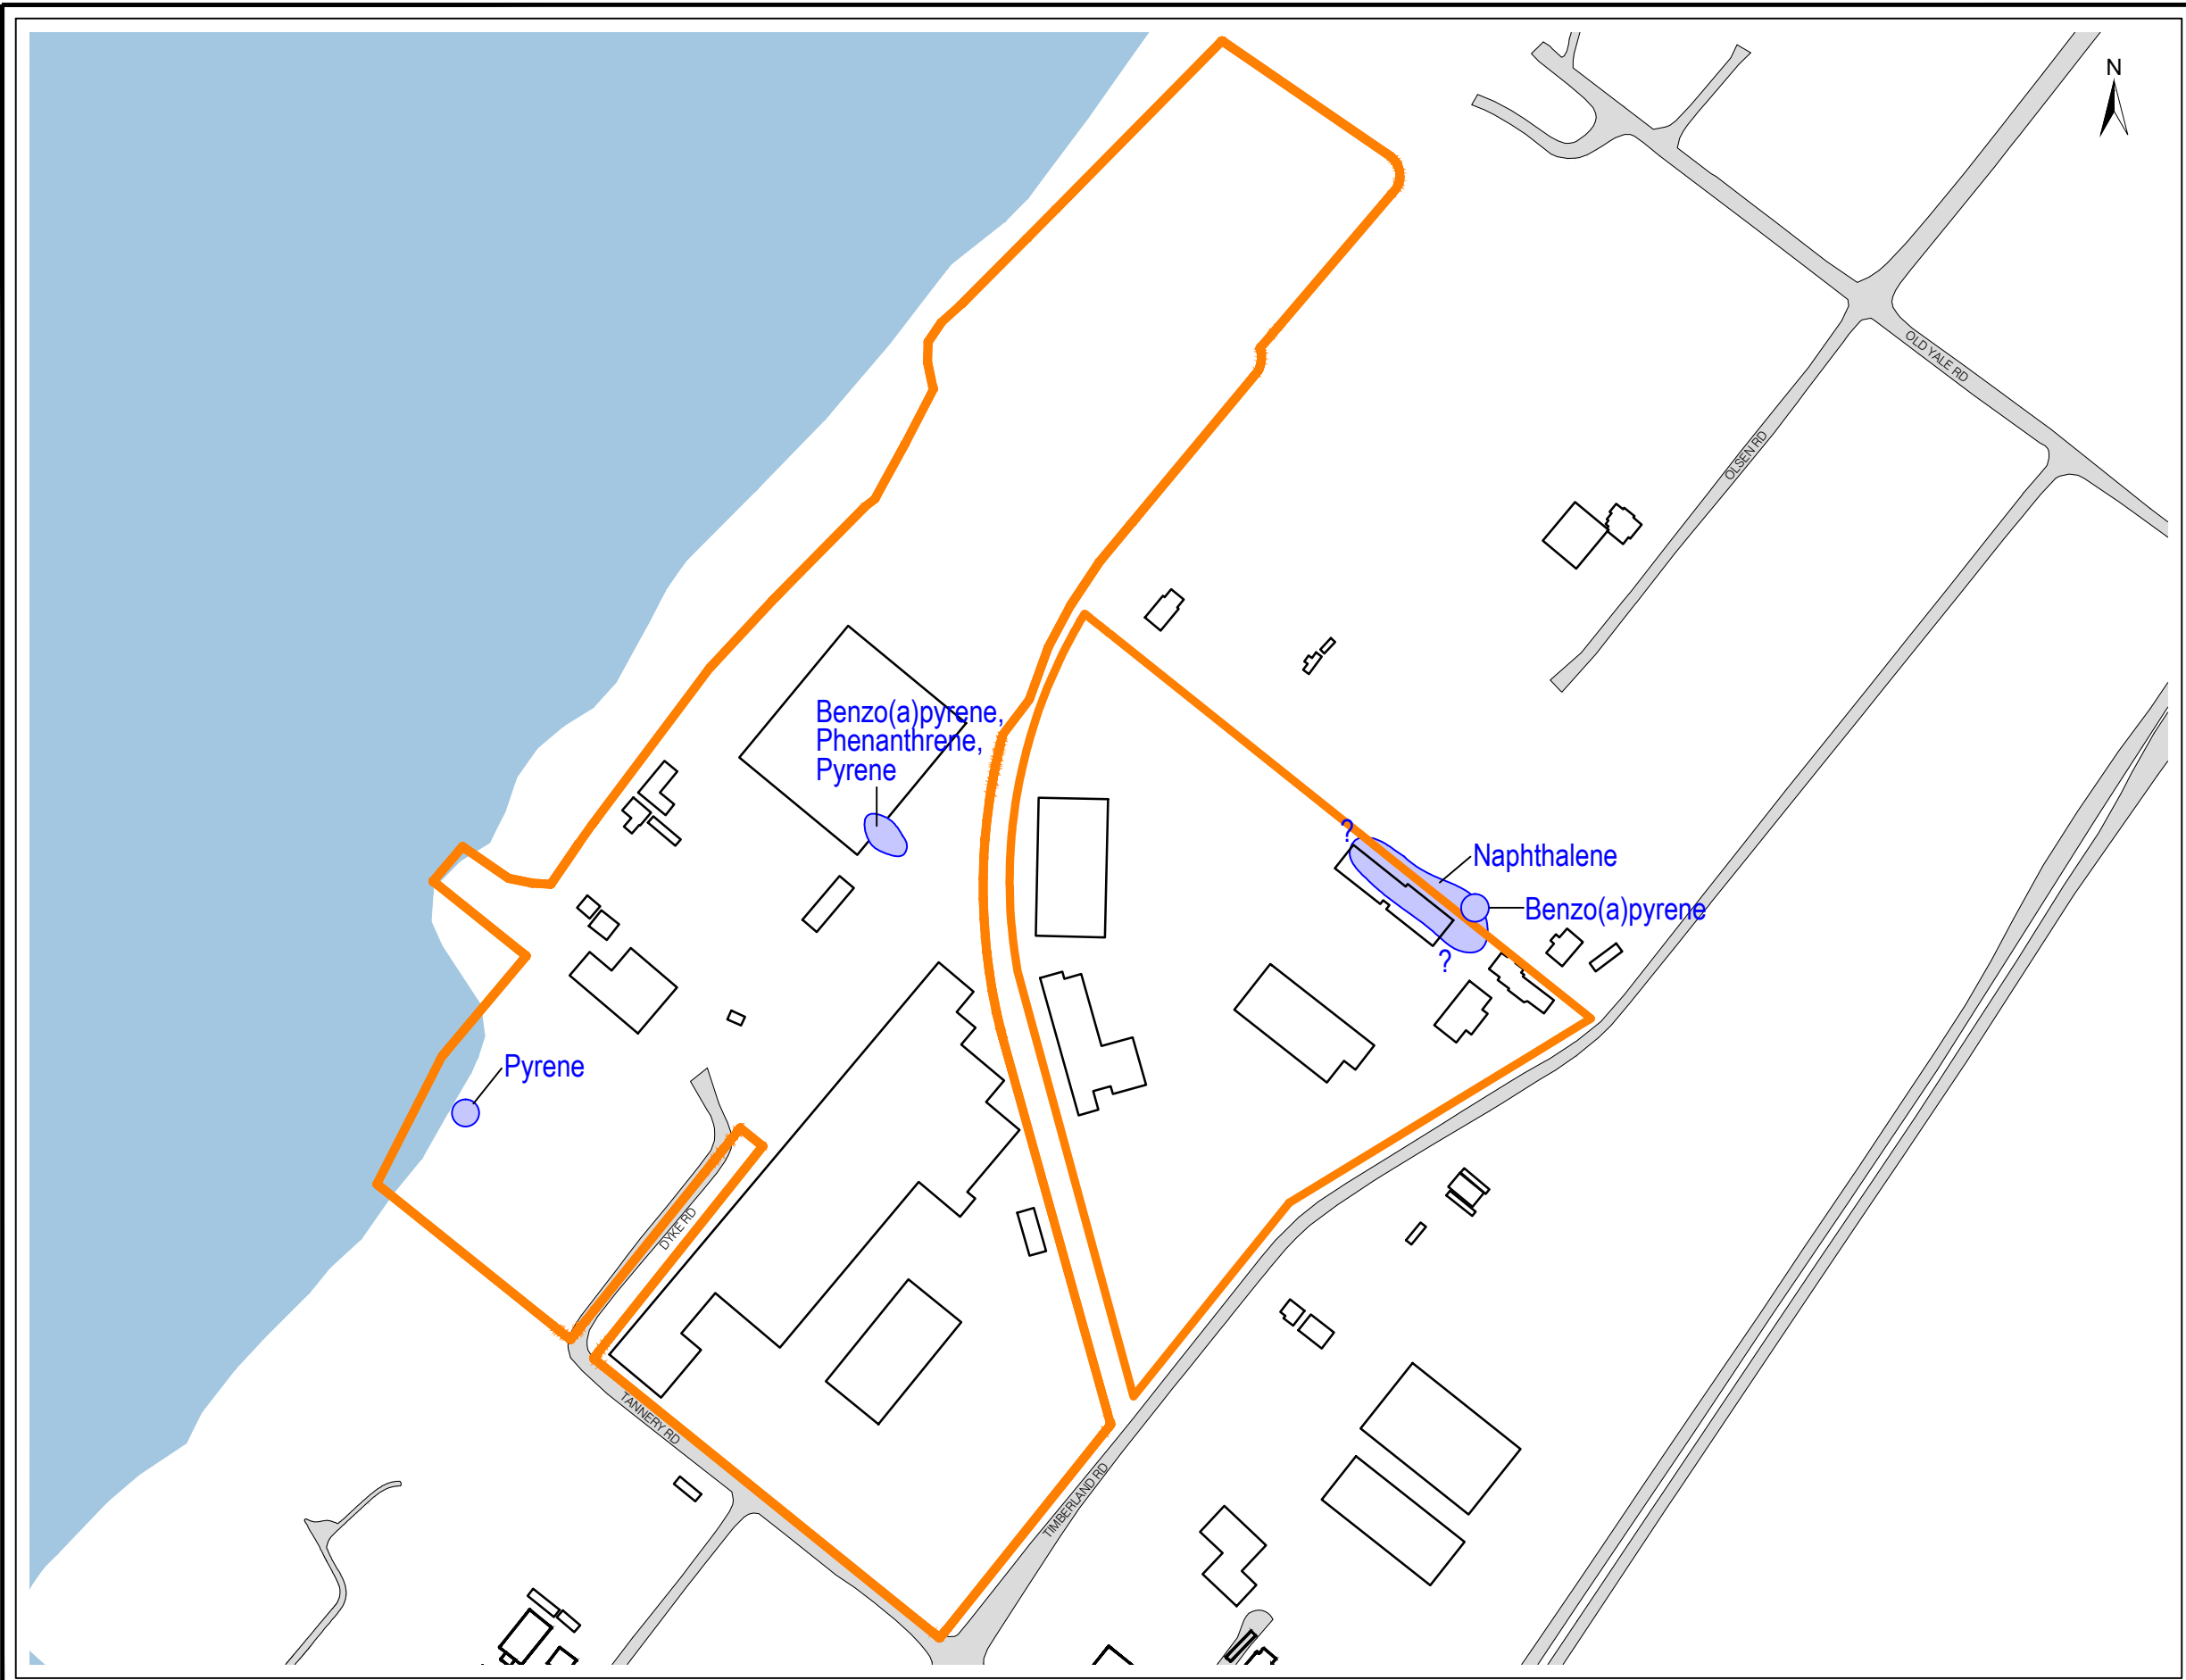 N
OLD YALE RD
OLSEN RD
Benzo(a)pyrene,
Phenanthrene,
Pyrene
?
Naphthalene
Benzo(a)pyrene
?
Pyrene
DYKE RD
TANNERY RD
TIMBERLAND RD